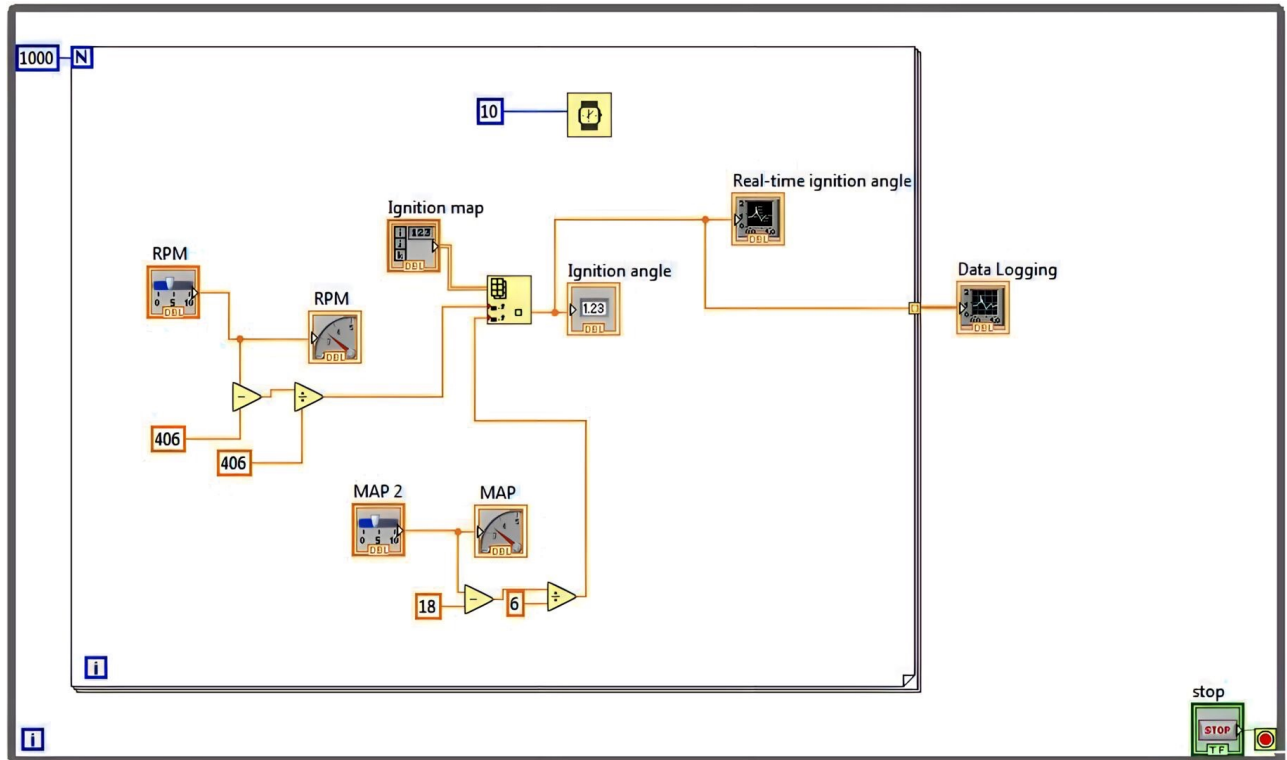 1000
N
10
Real-time ignition angle
DBL
Ignition map
i 123
j
k
DBL
RPM
0 5 10
DBL
RPM
DBL
Ignition angle
1.23
DBL
Data Logging
DBL
-
÷
406
406
MAP 2
0 5 10
DBL
MAP
DBL
18
-
6
÷
i
stop
STOP
TF
i